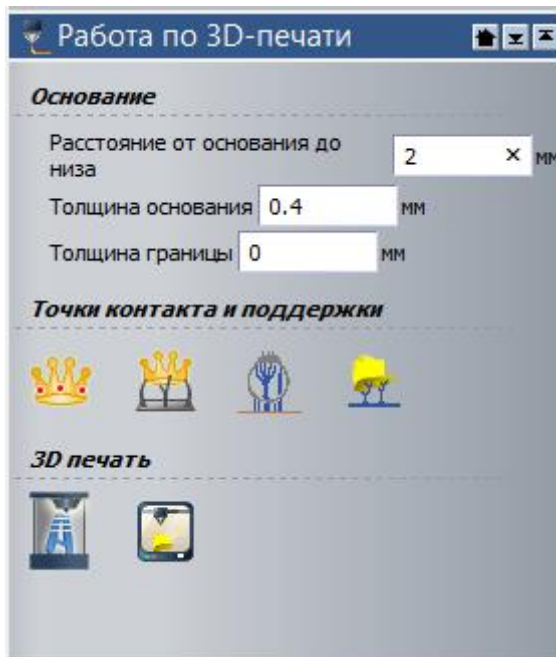 Работа по 3D-печати
Основание
Расстояние от основания до
низа
2
мм
Толщина основания 0.4 мм
Толщина границы 0 мм
Точки контакта и поддержки
3D печать